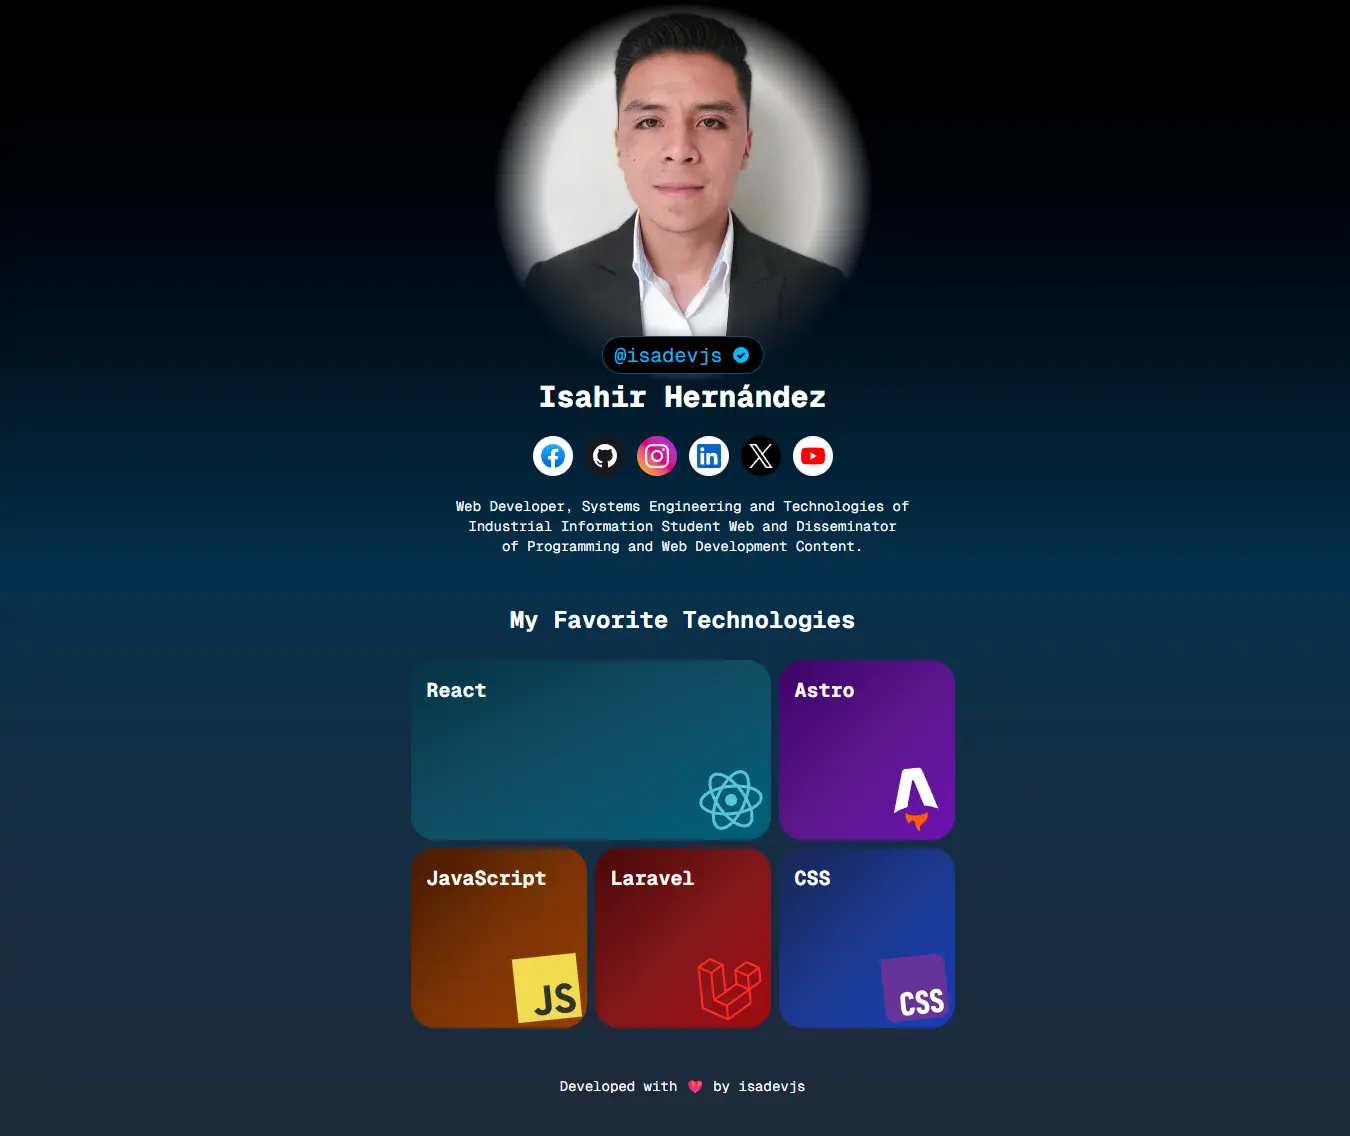 @isadevjs
Isahir Hernández
in
Web Developer, Systems Engineering and Technologies of
Industrial Information Student Web and Disseminator
of Programming and Web Development Content.
My Favorite Technologies
React
Astro
JavaScript
Laravel
CSS
JS
CSS
Developed with ❤️ by isadevjs